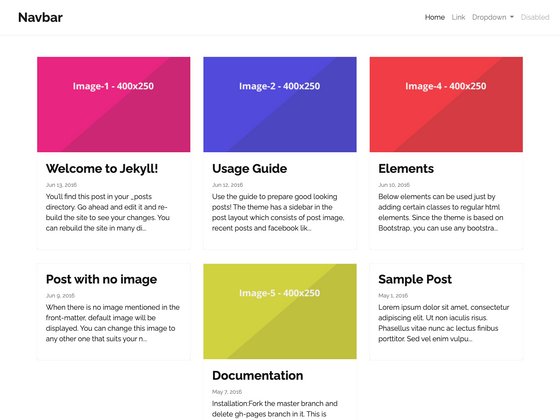 Navbar
Home Link Dropdown Disabled
Image-1 - 400x250
Welcome to Jekyll!
Jun 13, 2016
You'll find this post in your _posts
directory. Go ahead and edit it and re-
build the site to see your changes. You
can rebuild the site in many di...
Image-2 - 400x250
Usage Guide
Jun 12, 2016
Use the guide to prepare good looking
posts! The theme has a sidebar in the
post layout which consists of post image,
recent posts and facebook lik...
Image-4 - 400x250
Elements
Jun 10, 2016
Below elements can be used just by
adding certain classes to regular html
elements. Since the theme is based on
Bootstrap, you can use any bootstra...
Post with no image
Jun 9, 2016
When there is no image mentioned in the
front-matter, default image will be
displayed. You can change this image to
any other one that suits your n...
Image-5 - 400x250
Documentation
May 7, 2016
Installation:Fork the master branch and
delete gh-pages branch in it. This is
Sample Post
May 1, 2016
Lorem ipsum dolor sit amet, consectetur
adipiscing elit. Ut non iaculis risus.
Phasellus vitae nunc ac lectus finibus
porttitor. Sed vel enim vulpu...